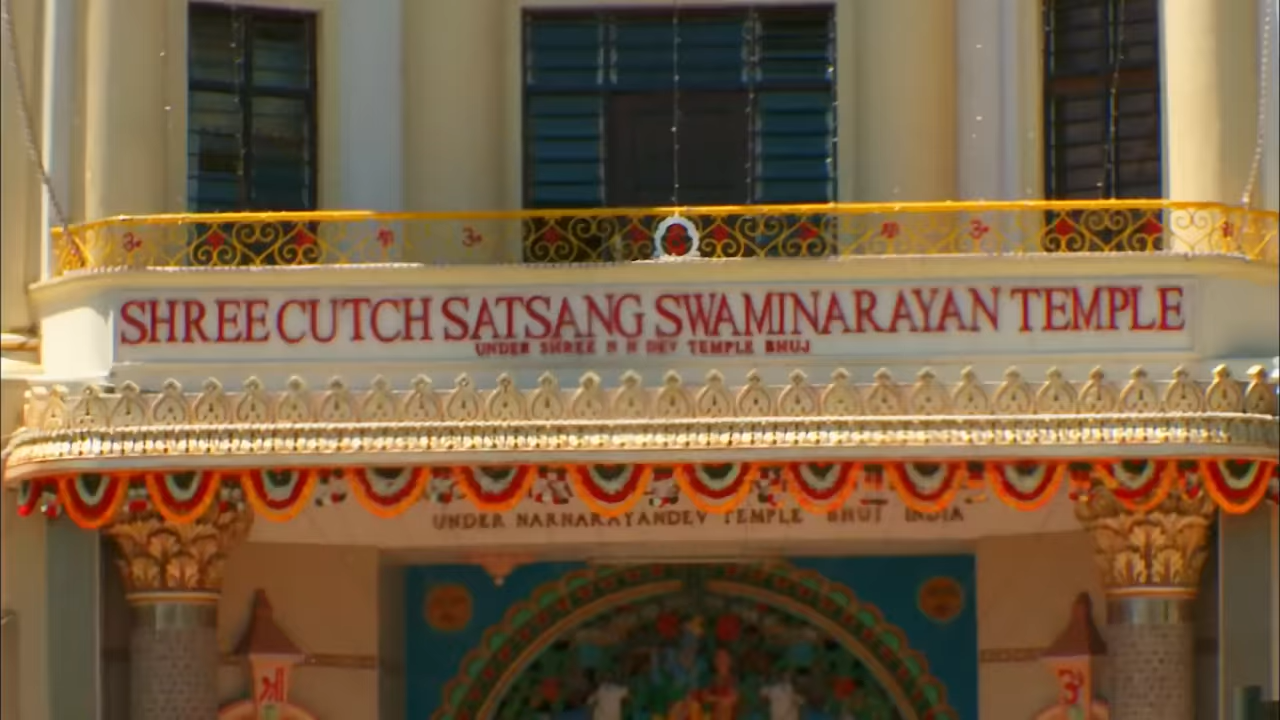 SHREE CUTCH SATSANG SWAMINARAYAN TEMPLE
UNDER SHREE N N DEV TEMPLE BHUJ
UNDER NARNARAYANDEV TEMPLE BHUJ INDIA
ૐ
ૐ
ૐ